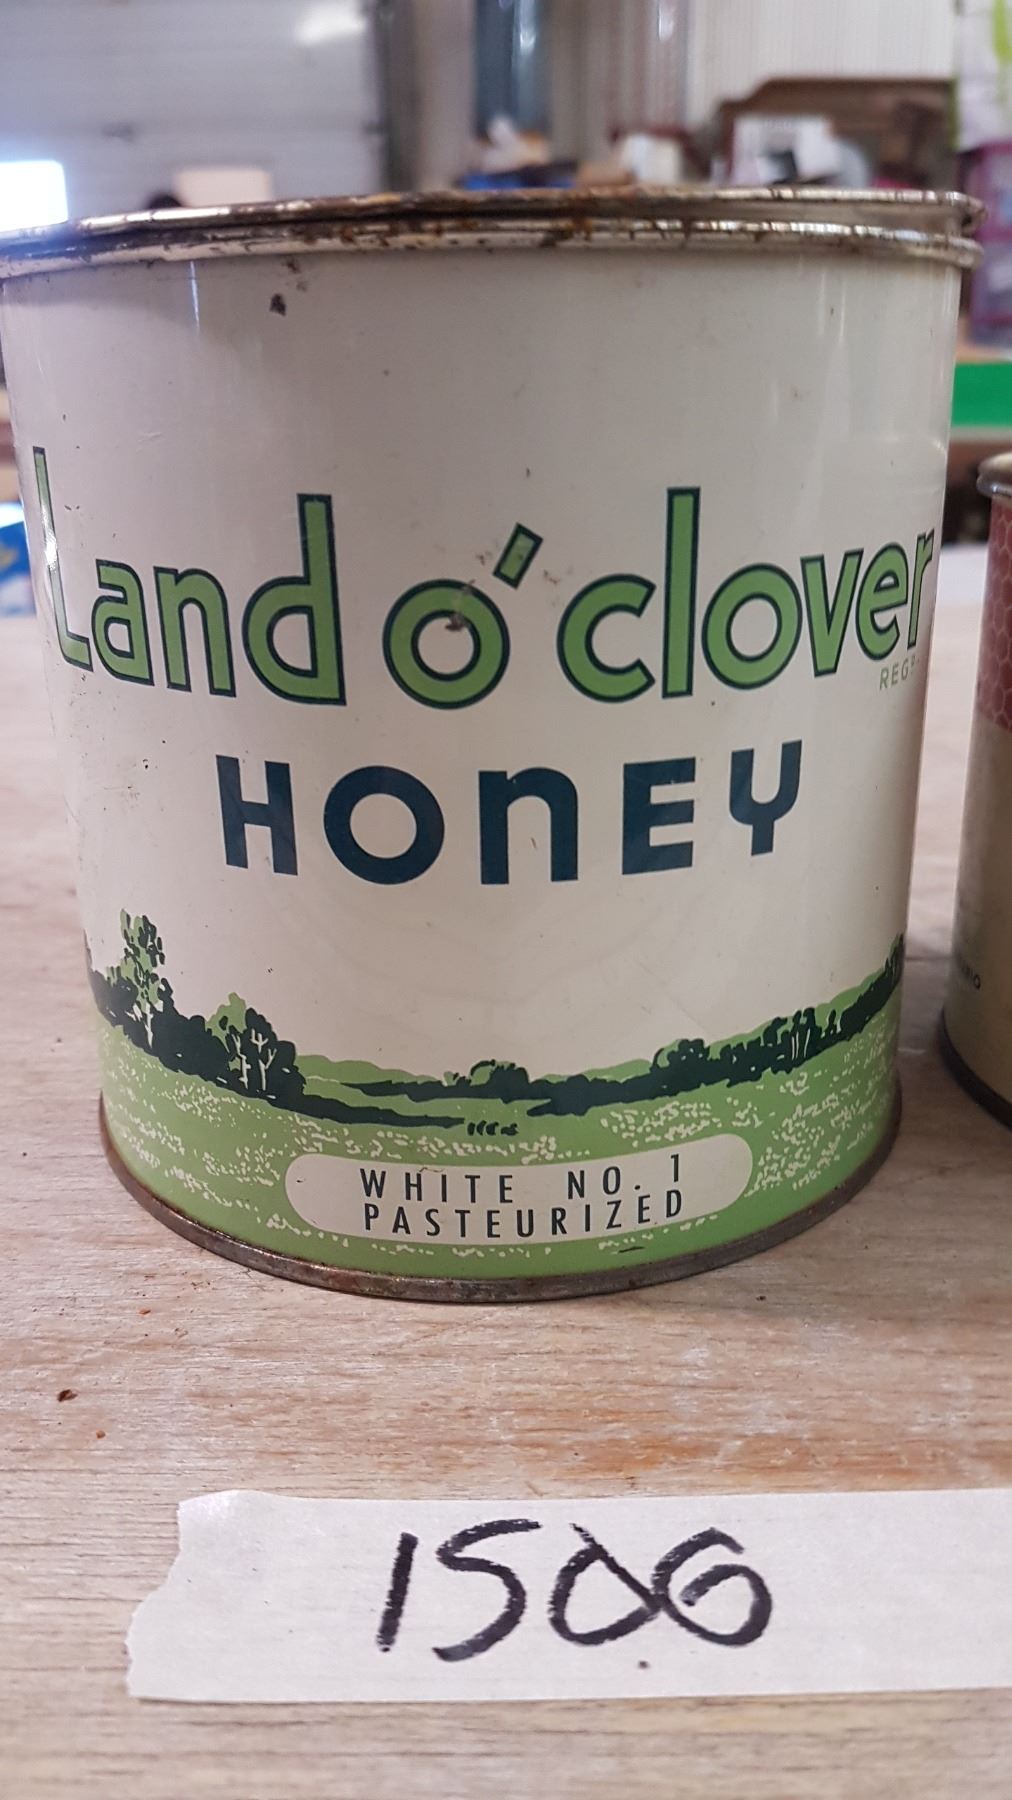 Land o'clover
REGD.
HONEY
WHITE NO. 1
PASTEURIZED
1506